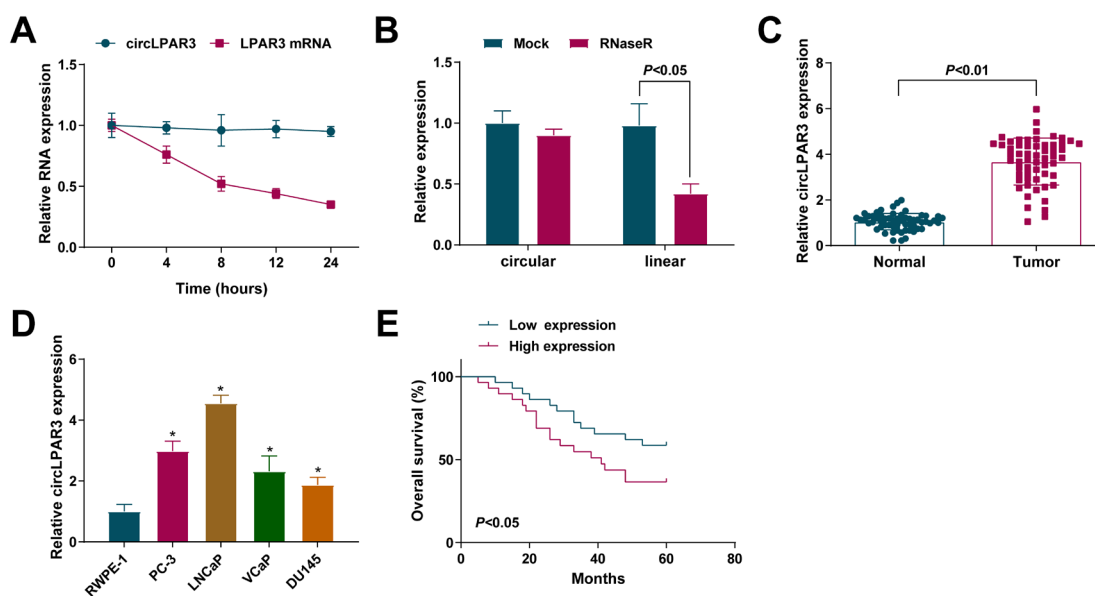 A
circLPAR3
LPAR3 mRNA
Relative RNA expression
1.5
1.0
0.5
0.0
0
4
8
12
24
Time (hours)
B
Mock
RNaseR
Relative expression
1.5
1.0
0.5
0.0
P<0.05
circular
linear
C
Relative circLPAR3 expression
8
6
4
2
0
P<0.01
Normal
Tumor
D
Relative circLPAR3 expression
6
4
2
0
*
*
*
*
RWPE-1
PC-3
LNCaP
VCaP
DU145
E
Low expression
High expression
Overall survival (%)
100
50
0
P<0.05
0
20
40
60
80
Months